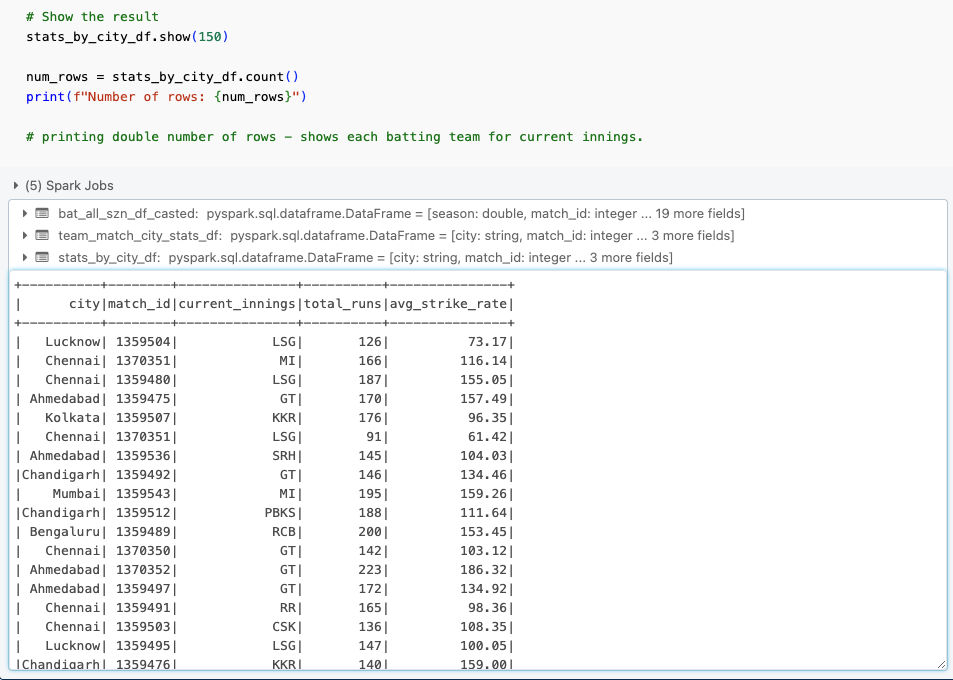 # Show the result
stats_by_city_df.show(150)
num_rows = stats_by_city_df.count()
print(f"Number of rows: {num_rows}")
# printing double number of rows – shows each batting team for current innings.
(5) Spark Jobs
bat_all_szn_df_casted: pyspark.sql.dataframe.DataFrame = [season: double, match_id: integer ... 19 more fields]
team_match_city_stats_df: pyspark.sql.dataframe.DataFrame = [city: string, match_id: integer ... 3 more fields]
stats_by_city_df: pyspark.sql.dataframe.DataFrame = [city: string, match_id: integer ... 3 more fields]
+----------+--------+---------------+----------+---------------+
|      city|match_id|current_innings|total_runs|avg_strike_rate|
+----------+--------+---------------+----------+---------------+
|   Lucknow| 1359504|            LSG|       126|          73.17|
|   Chennai| 1370351|             MI|       166|         116.14|
|   Chennai| 1359480|            LSG|       187|         155.05|
| Ahmedabad| 1359475|             GT|       170|         157.49|
|   Kolkata| 1359507|            KKR|       176|          96.35|
|   Chennai| 1370351|            LSG|        91|          61.42|
| Ahmedabad| 1359536|            SRH|       145|         104.03|
|Chandigarh| 1359492|             GT|       146|         134.46|
|    Mumbai| 1359543|             MI|       195|         159.26|
|Chandigarh| 1359512|           PBKS|       188|         111.64|
| Bengaluru| 1359489|            RCB|       200|         153.45|
|   Chennai| 1370350|             GT|       142|         103.12|
| Ahmedabad| 1370352|             GT|       223|         186.32|
| Ahmedabad| 1359497|             GT|       172|         134.92|
|   Chennai| 1359491|             RR|       165|          98.36|
|   Chennai| 1359503|            CSK|       136|         108.35|
|   Lucknow| 1359495|            LSG|       147|         100.05|
|Chandigarh| 1359476|            KKR|       140|         159.00|